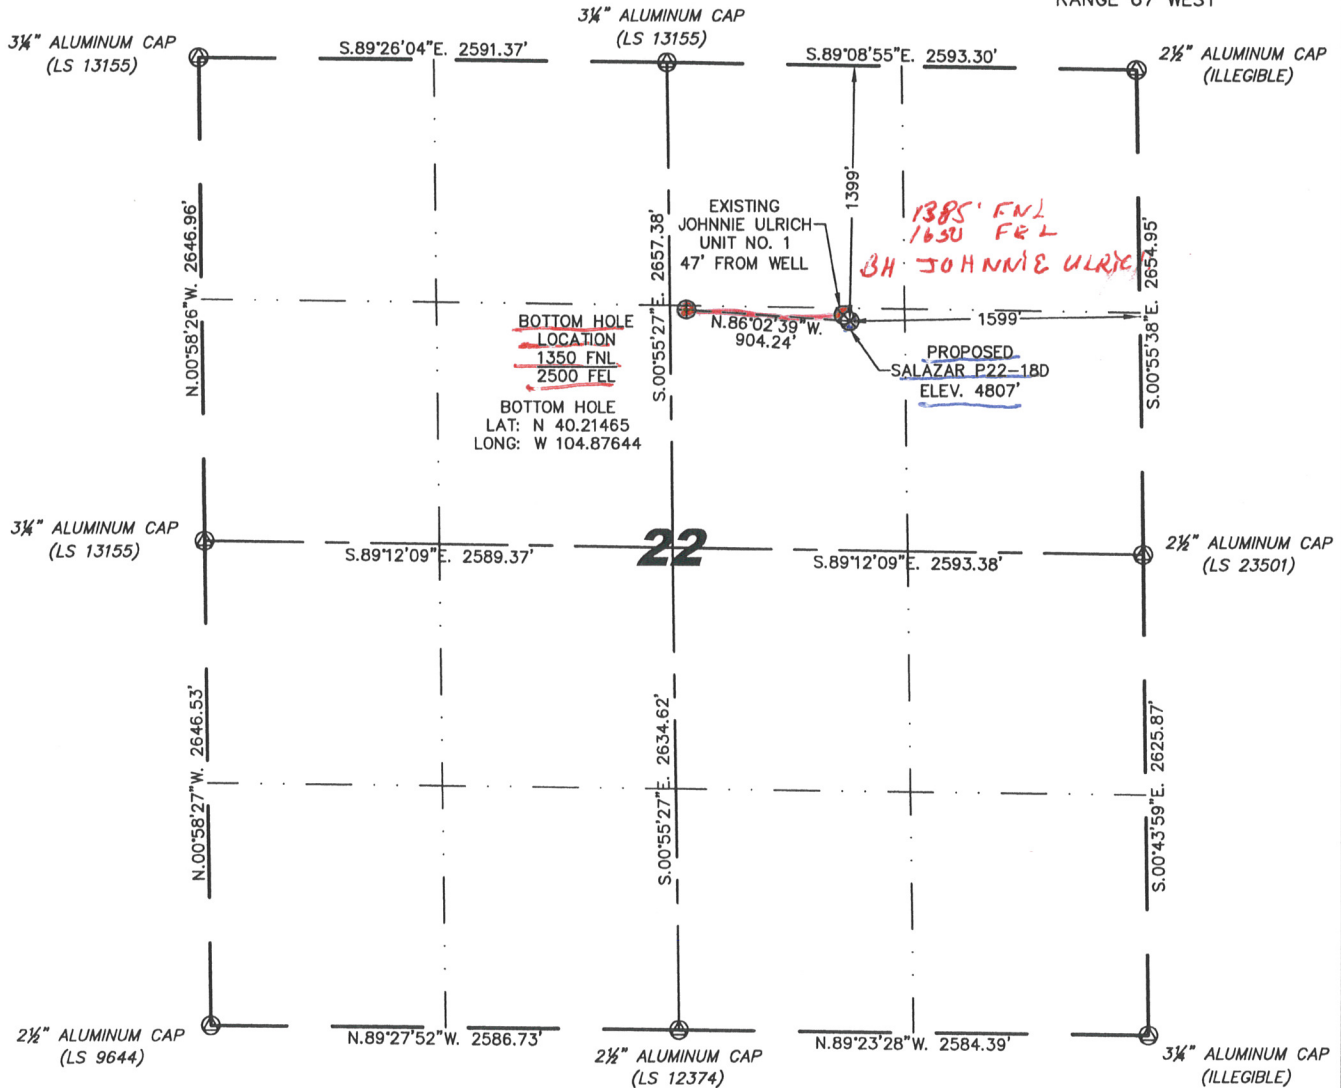 RANGE 67 WEST
3¼" ALUMINUM CAP
(LS 13155)
3¼" ALUMINUM CAP
(LS 13155)
2½" ALUMINUM CAP
(ILLEGIBLE)
S.89°26'04"E. 2591.37'
S.89°08'55"E. 2593.30'
N.00°58'26"W. 2646.96'
S.00°55'27"E. 2657.38'
1399'
S.00°55'38"E. 2654.95'
EXISTING
JOHNNIE ULRICH
UNIT NO. 1
47' FROM WELL
1385' FNL
1650 FEL
BH JOHNNIE ULRICH
BOTTOM HOLE
LOCATION
1350 FNL
2500 FEL
N.86°02'39"W.
904.24'
1599'
PROPOSED
SALAZAR P22-18D
ELEV. 4807'
BOTTOM HOLE
LAT: N 40.21465
LONG: W 104.87644
3¼" ALUMINUM CAP
(LS 13155)
22
2½" ALUMINUM CAP
(LS 23501)
S.89°12'09"E. 2589.37'
S.89°12'09"E. 2593.38'
N.00°58'27"W. 2646.53'
S.00°55'27"E. 2634.62'
S.00°43'59"E. 2625.87'
2½" ALUMINUM CAP
(LS 9644)
N.89°27'52"W. 2586.73'
2½" ALUMINUM CAP
(LS 12374)
N.89°23'28"W. 2584.39'
3¼" ALUMINUM CAP
(ILLEGIBLE)